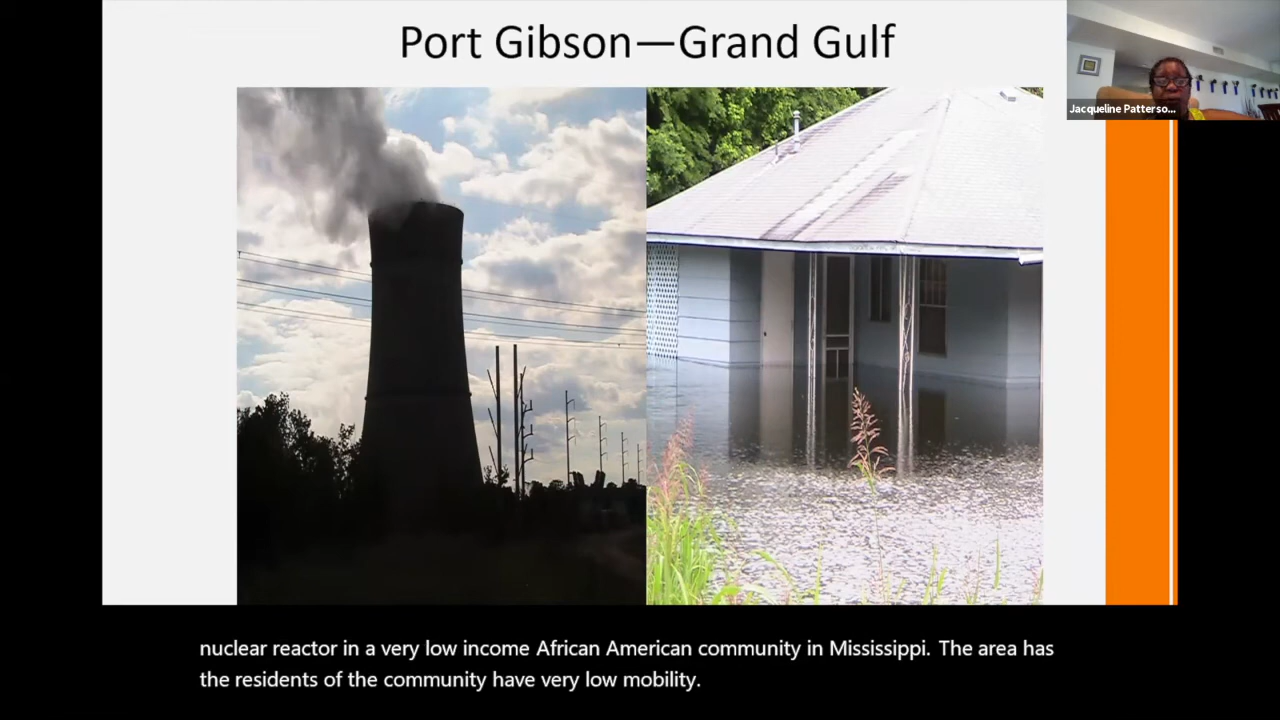 Port Gibson—Grand Gulf
Jacqueline Patterso...
nuclear reactor in a very low income African American community in Mississippi. The area has
the residents of the community have very low mobility.